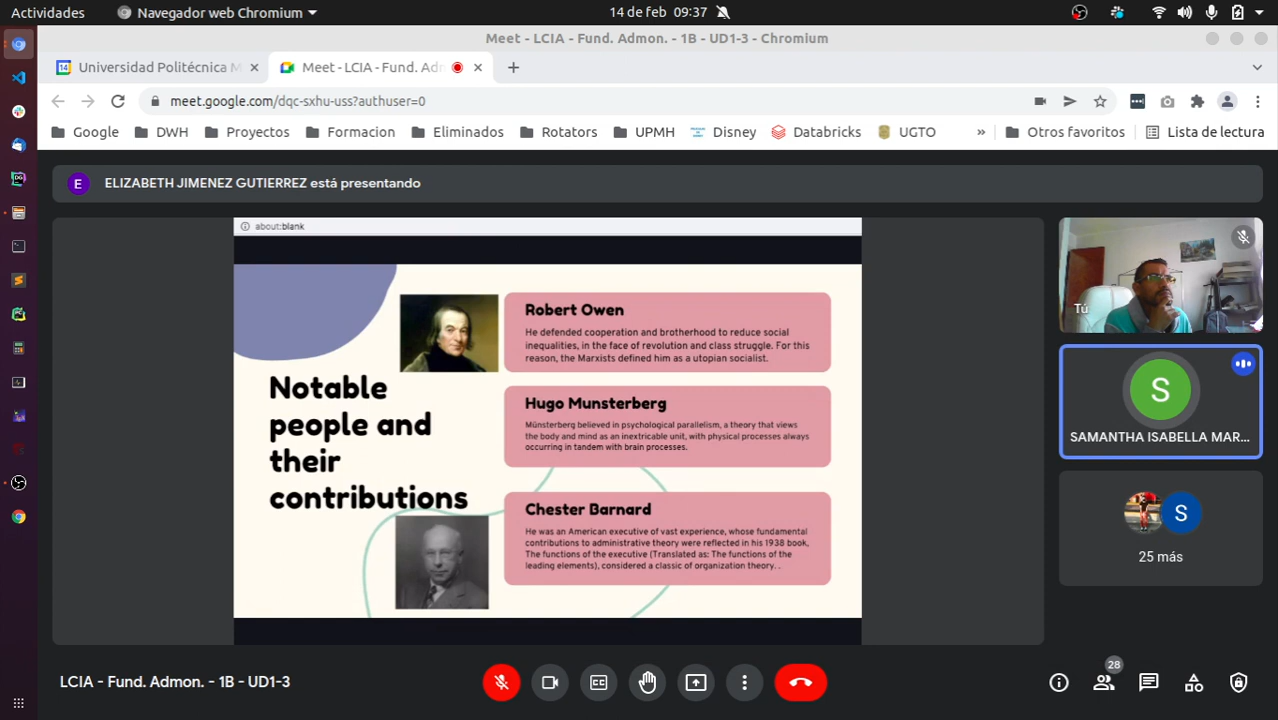 Actividades
Navegador web Chromium
14 de feb 09:37
Meet - LCIA - Fund. Admon. - 1B - UD1-3 - Chromium
Universidad Politécnica M
Meet - LCIA - Fund. Adm
meet.google.com/dqc-sxhu-uss?authuser=0
Google
DWH
Proyectos
Formacion
Eliminados
Rotators
UPMH
Disney
Databricks
UGTO
»
Otros favoritos
Lista de lectura
E
ELIZABETH JIMENEZ GUTIERREZ está presentando
about:blank
Notable
people and
their
contributions
Robert Owen
He defended cooperation and brotherhood to reduce social
inequalities, in the face of revolution and class struggle. For this
reason, the Marxists defined him as a utopian socialist.
Hugo Munsterberg
Münsterberg believed in psychological parallelism, a theory that views
the body and mind as an inextricable unit, with physical processes always
occurring in tandem with brain processes.
Chester Barnard
He was an American executive of vast experience, whose fundamental
contributions to administrative theory were reflected in his 1938 book,
The functions of the executive (Translated as: The functions of the
leading elements), considered a classic of organization theory. .
Tú
S
SAMANTHA ISABELLA MAR...
S
25 más
LCIA - Fund. Admon. - 1B - UD1-3
28